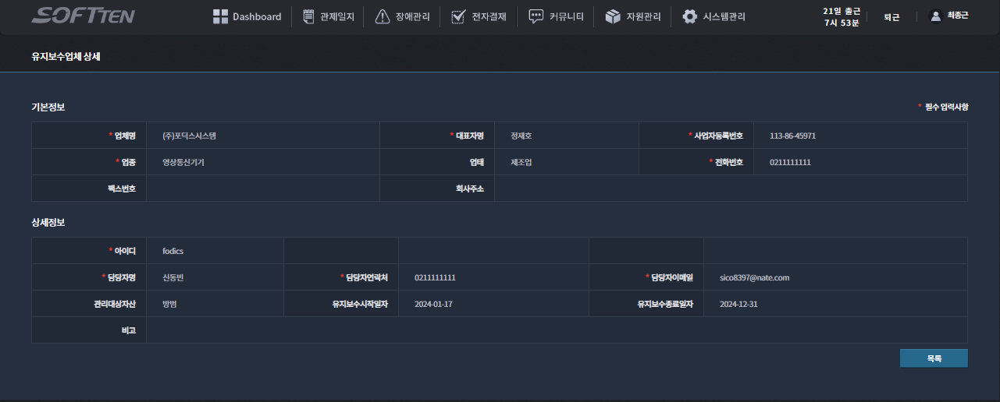 SOFTTEN
Dashboard 관제일지 장애관리 전자결재 커뮤니티 자원관리 시스템관리
21일 출근
7시 53분
퇴근
최종근
유지보수업체 상세
기본정보
* 필수 입력사항
* 업체명 (주)포딕스시스템 * 대표자명 정재호 * 사업자등록번호 113-86-45971
* 업종 영상통신기기 업태 제조업 * 전화번호 0211111111
팩스번호 회사주소
상세정보
* 아이디 fodics
* 담당자명 신동빈 * 담당자연락처 0211111111 * 담당자이메일 sico8397@nate.com
관리대상자산 방범 유지보수시작일자 2024-01-17 유지보수종료일자 2024-12-31
비고
목록